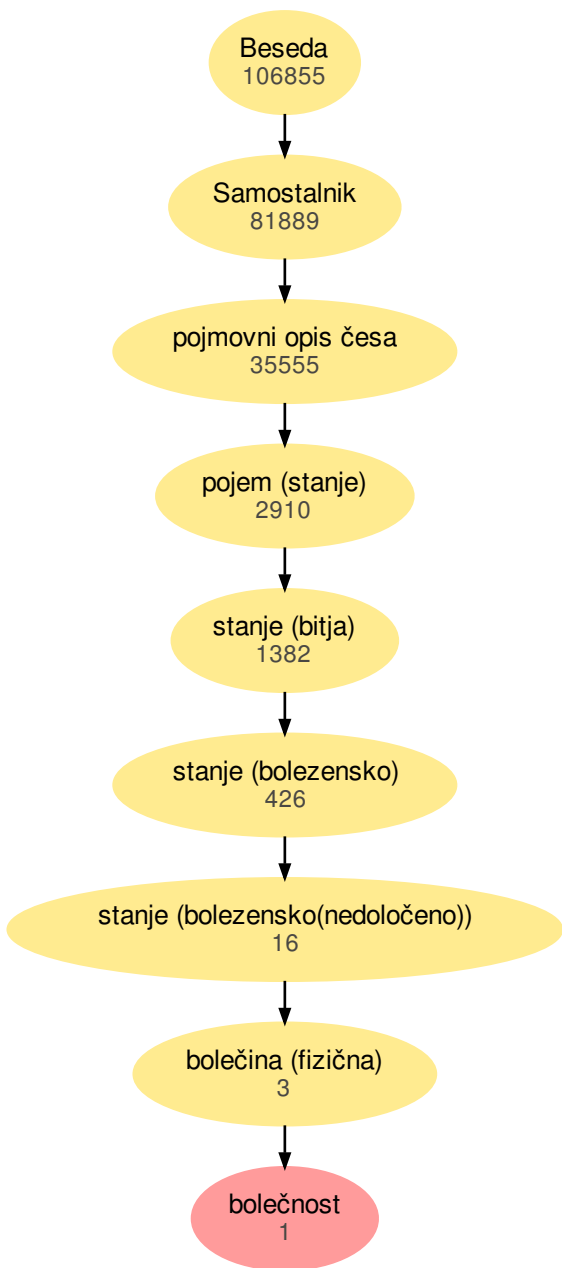 Beseda
106855
Samostalnik
81889
pojmovni opis česa
35555
pojem (stanje)
2910
stanje (bitja)
1382
stanje (bolezensko)
426
stanje (bolezensko(nedoločeno))
16
bolečina (fizična)
3
bolečnost
1